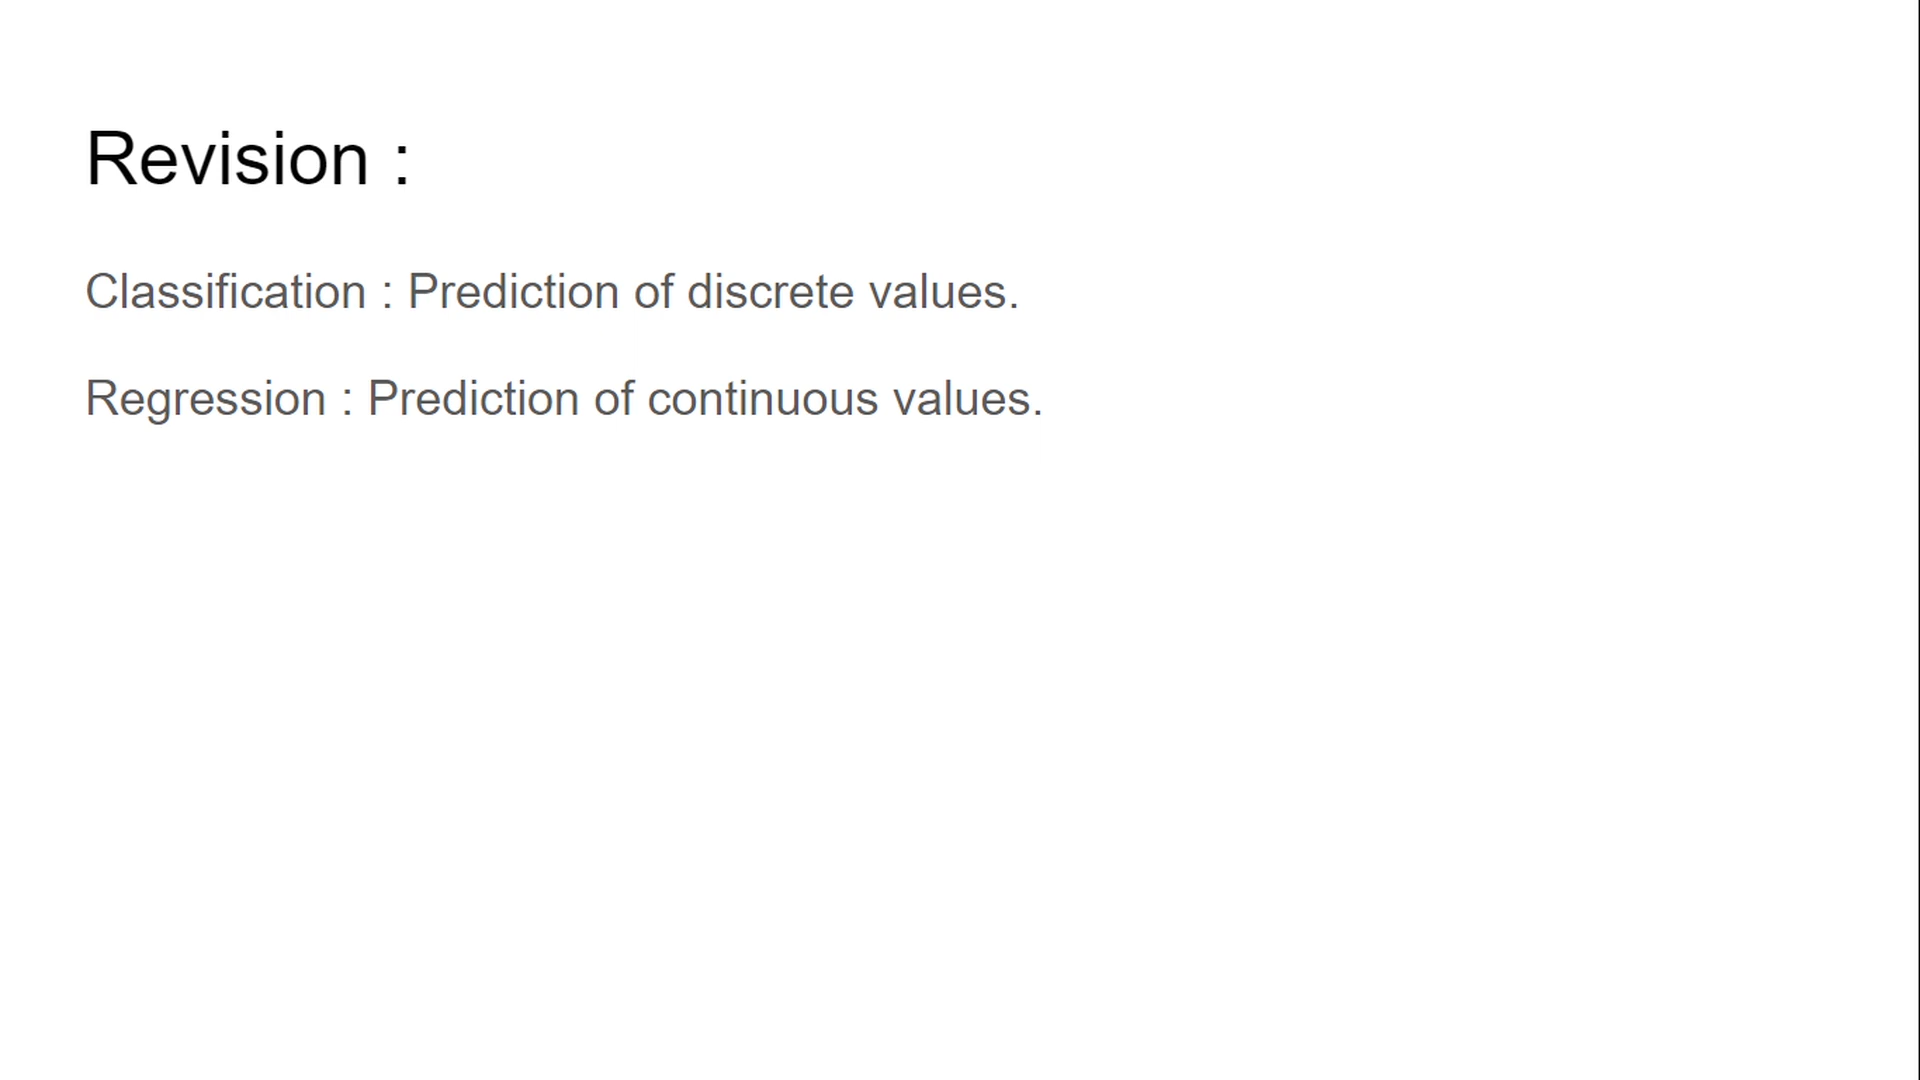 Revision :
Classification : Prediction of discrete values.
Regression : Prediction of continuous values.